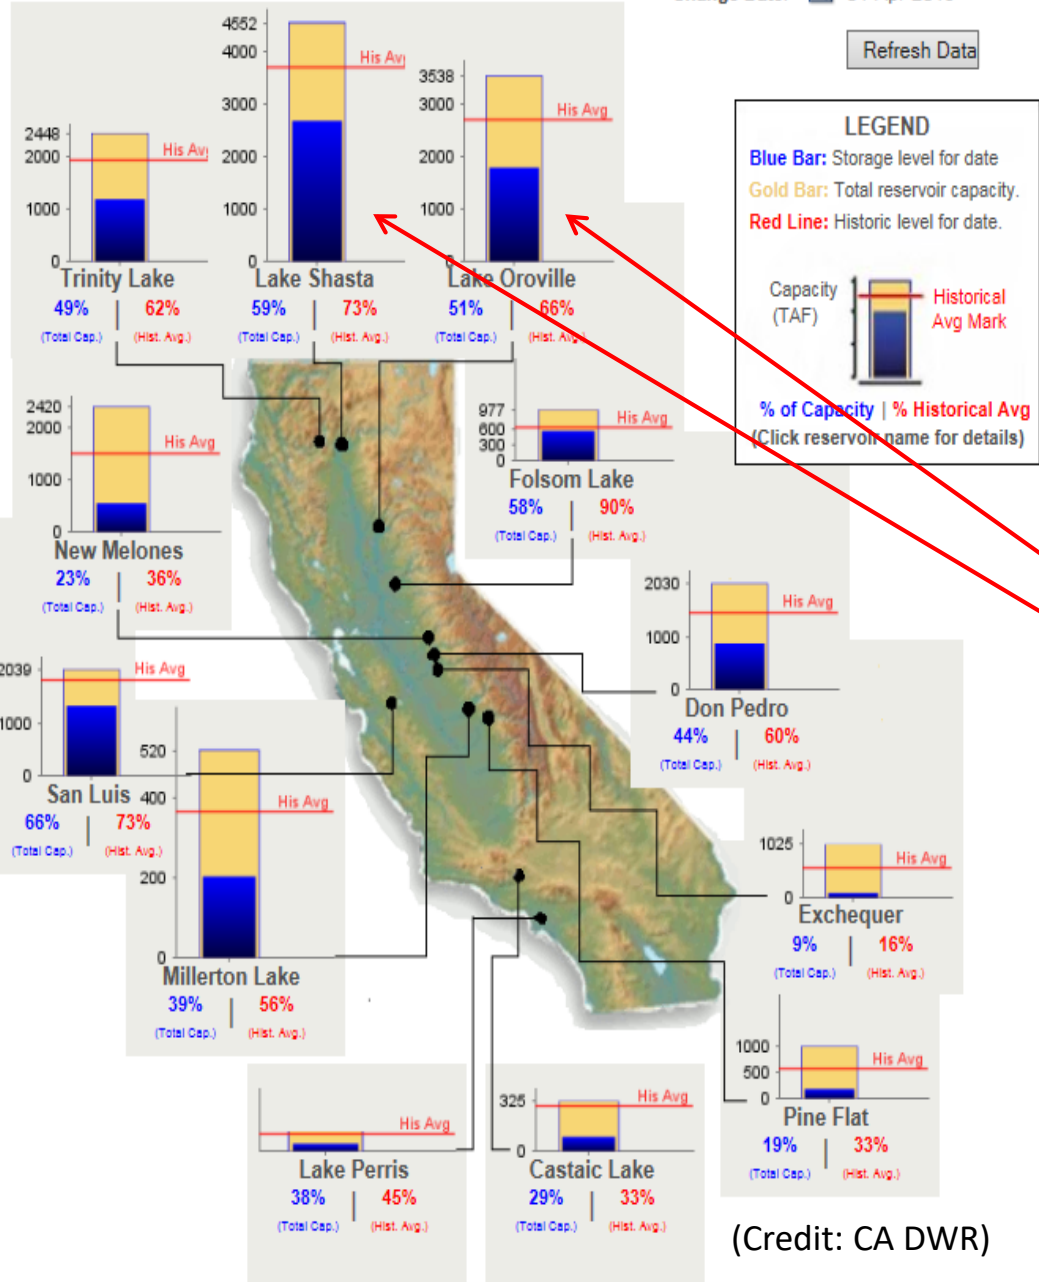 Refresh Data
LEGEND
Blue Bar: Storage level for date
Gold Bar: Total reservoir capacity.
Red Line: Historic level for date.
Capacity
(TAF)
Historical
Avg Mark
% of Capacity | % Historical Avg
(Click reservoir name for details)
2448
2000
1000
0
His Avg
Trinity Lake
49% | 62%
(Total Cap.) (Hist. Avg.)
4552
4000
3000
2000
1000
0
His Avg
Lake Shasta
59% | 73%
(Total Cap.) (Hist. Avg.)
3538
3000
2000
1000
0
His Avg
Lake Oroville
51% | 66%
(Total Cap.) (Hist. Avg.)
2420
2000
1000
0
His Avg
New Melones
23% | 36%
(Total Cap.) (Hist. Avg.)
977
600
300
0
His Avg
Folsom Lake
58% | 90%
(Total Cap.) (Hist. Avg.)
2030
1000
0
His Avg
Don Pedro
44% | 60%
(Total Cap.) (Hist. Avg.)
2039
1000
0
His Avg
San Luis
66% | 73%
(Total Cap.) (Hist. Avg.)
520
400
200
0
His Avg
Millerton Lake
39% | 56%
(Total Cap.) (Hist. Avg.)
1025
0
His Avg
Exchequer
9% | 16%
(Total Cap.) (Hist. Avg.)
1000
500
0
His Avg
Pine Flat
19% | 33%
(Total Cap.) (Hist. Avg.)
His Avg
Lake Perris
38% | 45%
(Total Cap.) (Hist. Avg.)
325
0
His Avg
Castaic Lake
29% | 33%
(Total Cap.) (Hist. Avg.)
(Credit: CA DWR)